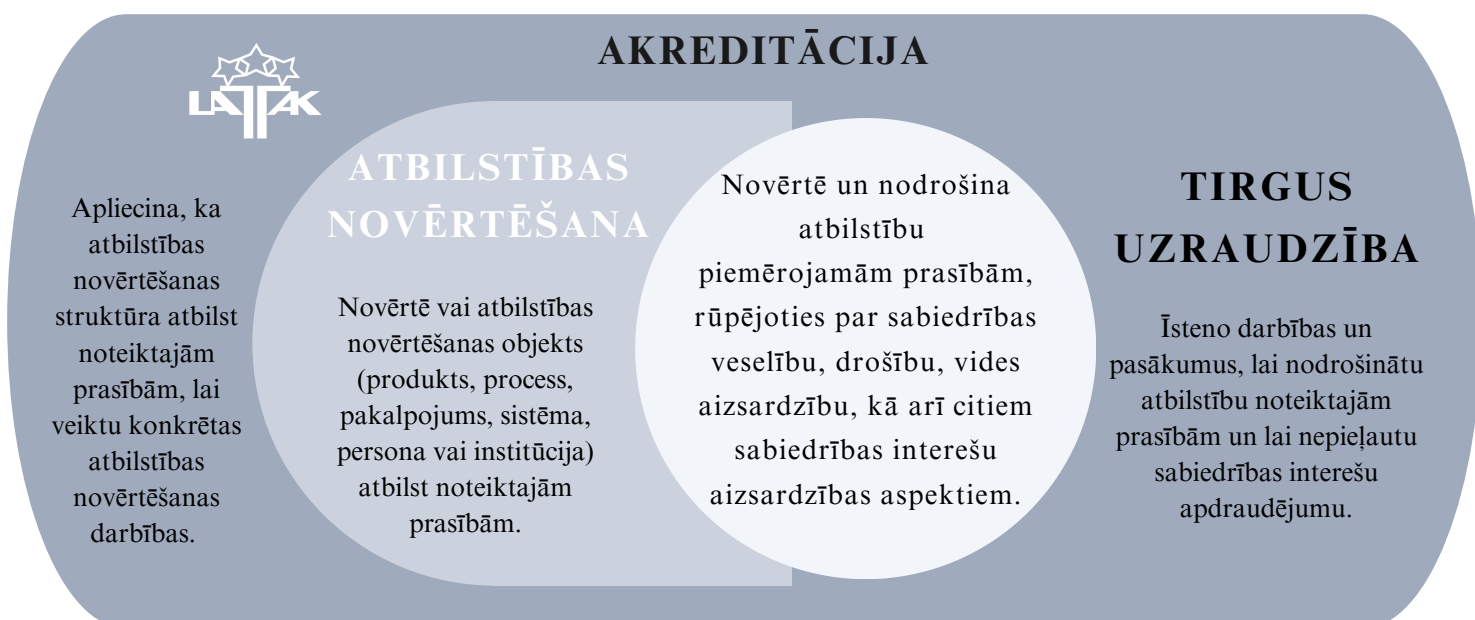 AKREDITĀCIJA
LATAK
Apliecina, ka
atbilstības
novērtēšanas
struktūra atbilst
noteiktajām
prasībām, lai
veiktu konkrētas
atbilstības
novērtēšanas
darbības.
ATBILSTĪBAS
NOVĒRTĒŠANA
Novērtē vai atbilstības
novērtēšanas objekts
(produkts, process,
pakalpojums, sistēma,
persona vai institūcija)
atbilst noteiktajām
prasībām.
Novērtē un nodrošina
atbilstību
piemērojamām prasībām,
rūpējoties par sabiedrības
veselību, drošību, vides
aizsardzību, kā arī citiem
sabiedrības interešu
aizsardzības aspektiem.
TIRGUS
UZRAUDZĪBA
Īsteno darbības un
pasākumus, lai nodrošinātu
atbilstību noteiktajām
prasībām un lai nepieļautu
sabiedrības interešu
apdraudējumu.